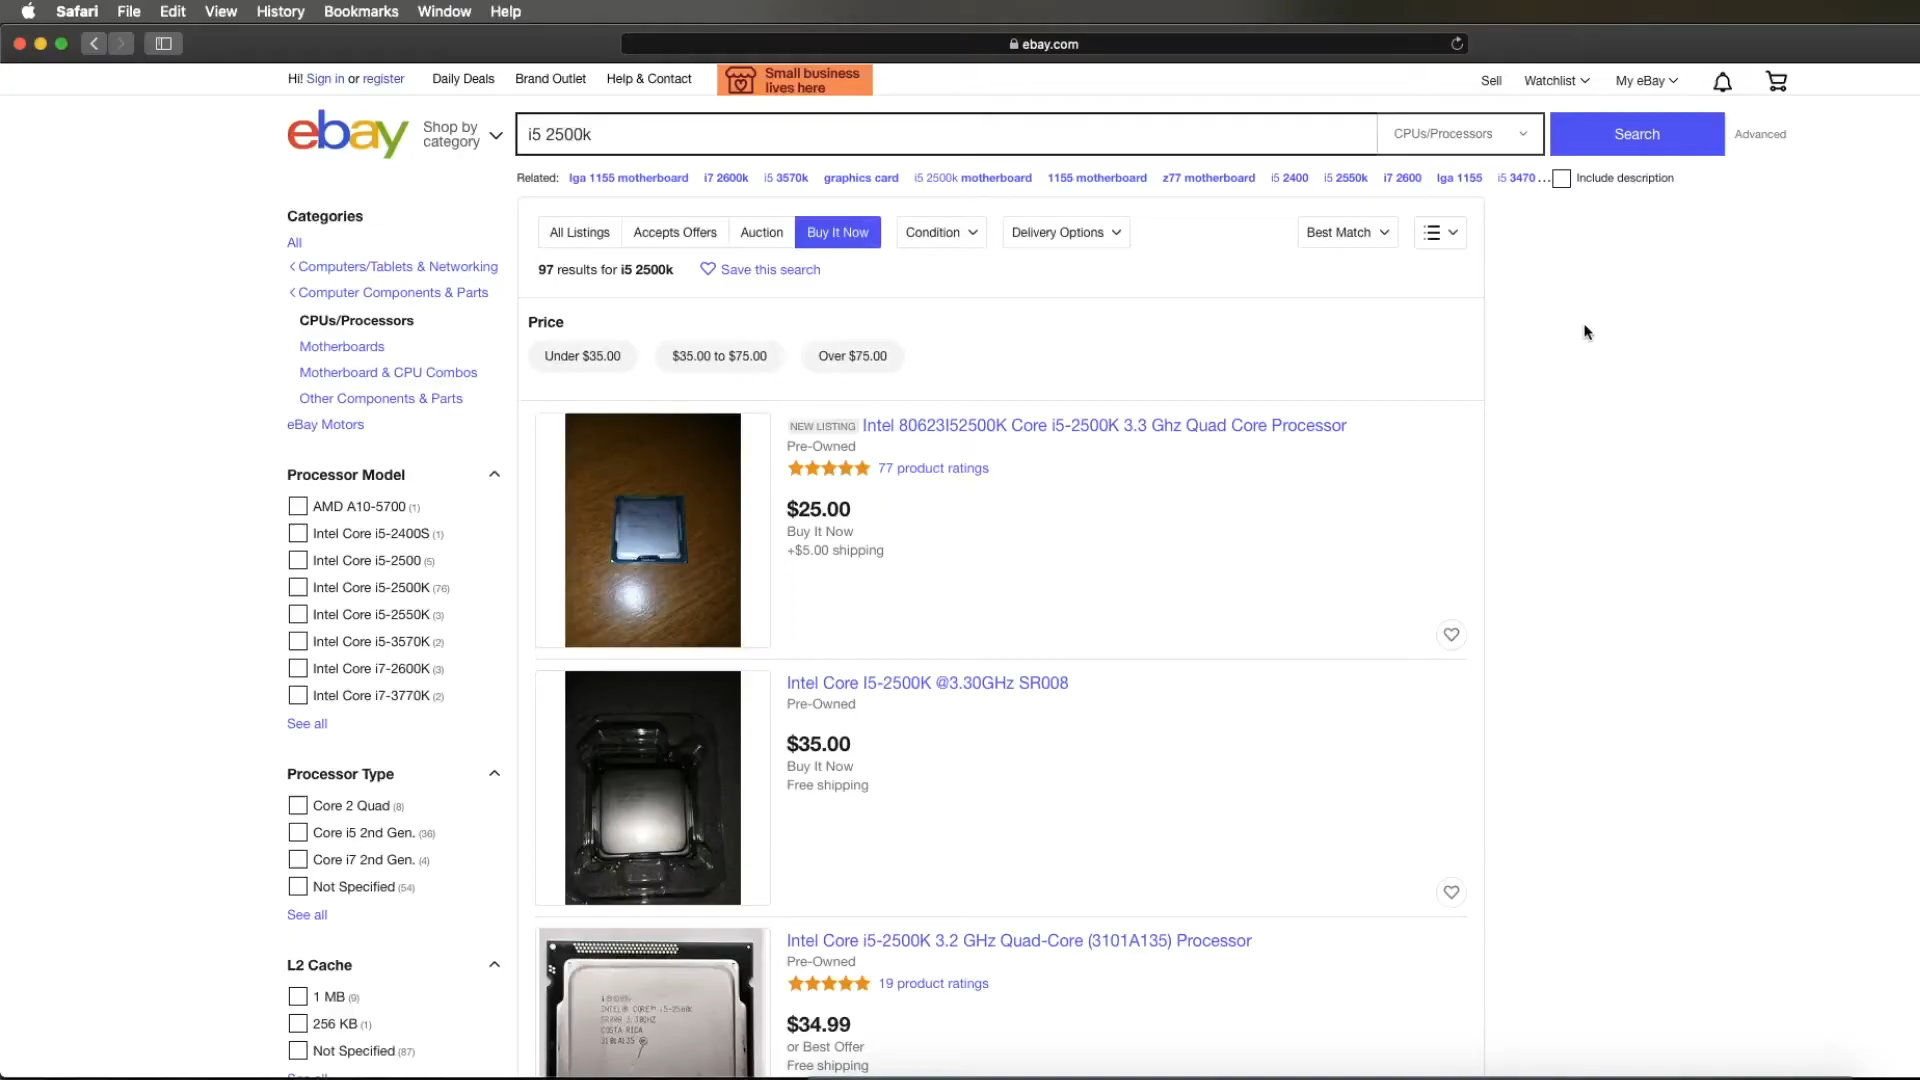 Safari File Edit View History Bookmarks Window Help
ebay.com
Hi! Sign in or register Daily Deals Brand Outlet Help & Contact Small business lives here Sell Watchlist My eBay
ebay Shop by category i5 2500k CPUs/Processors Search Advanced
Related: lga 1155 motherboard i7 2600k i5 3570k graphics card i5 2500k motherboard 1155 motherboard z77 motherboard i5 2400 i5 2550k i7 2600 lga 1155 i5 3470 ... Include description
Categories
All
Computers/Tablets & Networking
Computer Components & Parts
CPUs/Processors
Motherboards
Motherboard & CPU Combos
Other Components & Parts
eBay Motors
Processor Model
AMD A10-5700 (1)
Intel Core i5-2400S (1)
Intel Core i5-2500 (5)
Intel Core i5-2500K (76)
Intel Core i5-2550K (3)
Intel Core i5-3570K (2)
Intel Core i7-2600K (3)
Intel Core i7-3770K (2)
See all
Processor Type
Core 2 Quad (8)
Core i5 2nd Gen. (36)
Core i7 2nd Gen. (4)
Not Specified (54)
See all
L2 Cache
1 MB (9)
256 KB (1)
Not Specified (87)
All Listings Accepts Offers Auction Buy It Now Condition Delivery Options Best Match
97 results for i5 2500k Save this search
Price
Under $35.00 $35.00 to $75.00 Over $75.00
NEW LISTING Intel 80623I52500K Core i5-2500K 3.3 Ghz Quad Core Processor
Pre-Owned
77 product ratings
$25.00
Buy It Now
+$5.00 shipping
Intel Core I5-2500K @3.30GHz SR008
Pre-Owned
$35.00
Buy It Now
Free shipping
Intel Core i5-2500K 3.2 GHz Quad-Core (3101A135) Processor
Pre-Owned
19 product ratings
$34.99
or Best Offer
Free shipping
INTEL® CORE™ i5-2500K
SR008 3.30GHZ
COSTA RICA
3101A135